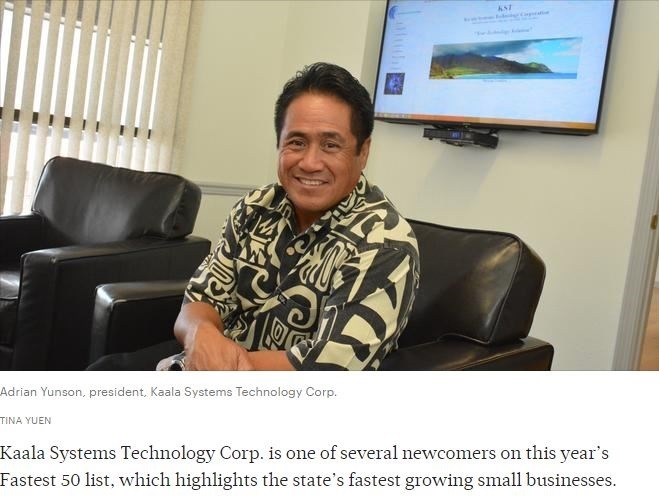 KST
Kaala Systems Technology Corporation
"Your Technology Solution"
Adrian Yunson, president, Kaala Systems Technology Corp.
TINA YUEN
Kaala Systems Technology Corp. is one of several newcomers on this year’s
Fastest 50 list, which highlights the state’s fastest growing small businesses.